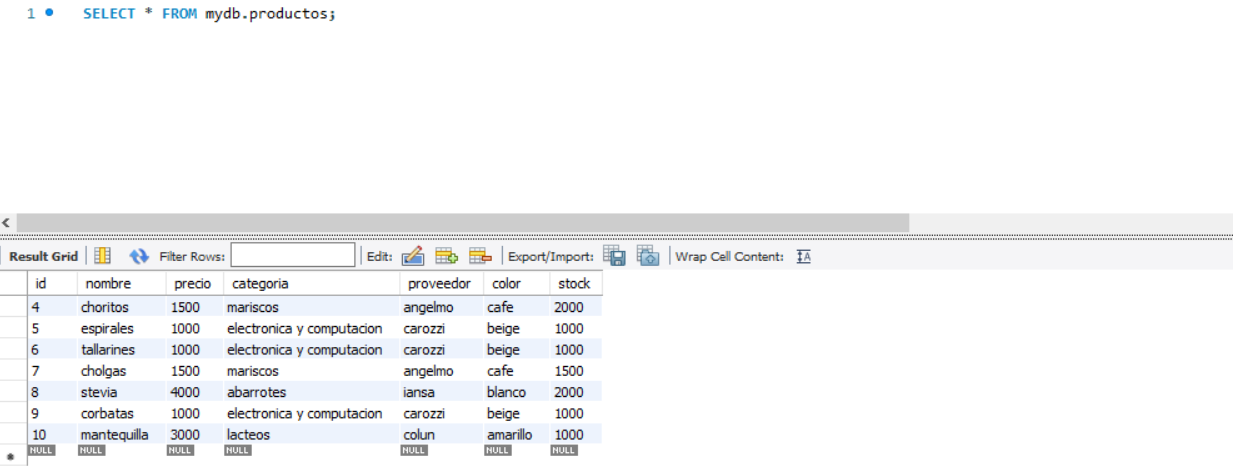 1 SELECT * FROM mydb.productos;
Result Grid Filter Rows: Edit: Export/Import: Wrap Cell Content: IA
id nombre precio categoria proveedor color stock
4 choritos 1500 mariscos angelmo cafe 2000
5 espirales 1000 electronica y computacion carozzi beige 1000
6 tallarines 1000 electronica y computacion carozzi beige 1000
7 cholgas 1500 mariscos angelmo cafe 1500
8 stevia 4000 abarrotes iansa blanco 2000
9 corbatas 1000 electronica y computacion carozzi beige 1000
10 mantequilla 3000 lacteos colun amarillo 1000
* NULL NULL NULL NULL NULL NULL NULL